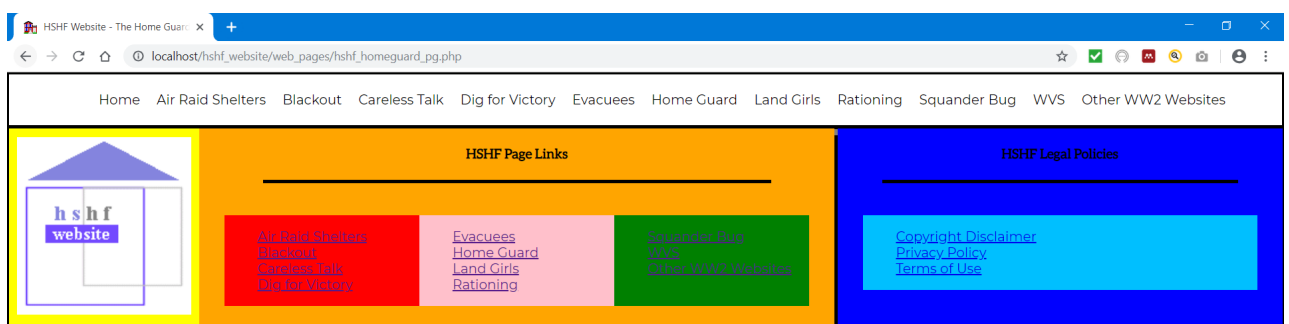 HSHF Website - The Home Guar
localhost/hshf_website/web_pages/hshf_homeguard_pg.php
Home Air Raid Shelters Blackout Careless Talk Dig for Victory Evacuees Home Guard Land Girls Rationing Squander Bug WVS Other WW2 Websites
h s h f
website
HSHF Page Links
Air Raid Shelters
Blackout
Careless Talk
Dig for Victory
Evacuees
Home Guard
Land Girls
Rationing
Squander Bug
WVS
Other WW2 Websites
HSHF Legal Policies
Copyright Disclaimer
Privacy Policy
Terms of Use